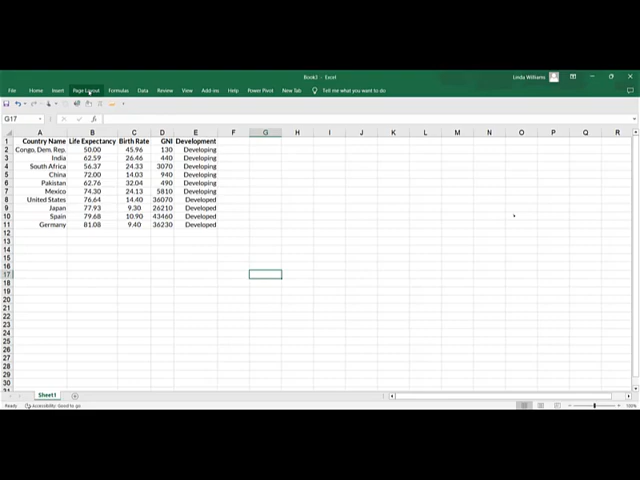 Book2 - Excel
Linda Williams
File Home Insert Page Layout Formulas Data Review View Add-ins Help Power Pivot New Tab Tell me what you want to do
G17 fx
A B C D E F G H I J K L M N O P Q R
1 Country Name Life Expectancy Birth Rate GNI Development
2 Congo, Dem. Rep. 50.00 45.96 130 Developing
3 India 62.59 26.46 440 Developing
4 South Africa 56.37 24.33 3070 Developing
5 China 72.00 14.03 940 Developing
6 Pakistan 62.76 32.04 490 Developing
7 Mexico 74.30 24.13 5810 Developing
8 United States 76.64 14.40 36070 Developed
9 Japan 77.93 9.30 26210 Developed
10 Spain 79.68 10.90 43460 Developed
11 Germany 81.08 9.40 36230 Developed
12
13
14
15
16
17
18
19
20
21
22
23
24
25
26
27
28
29
30
Sheet1
Ready Accessibility: Good to go 100%